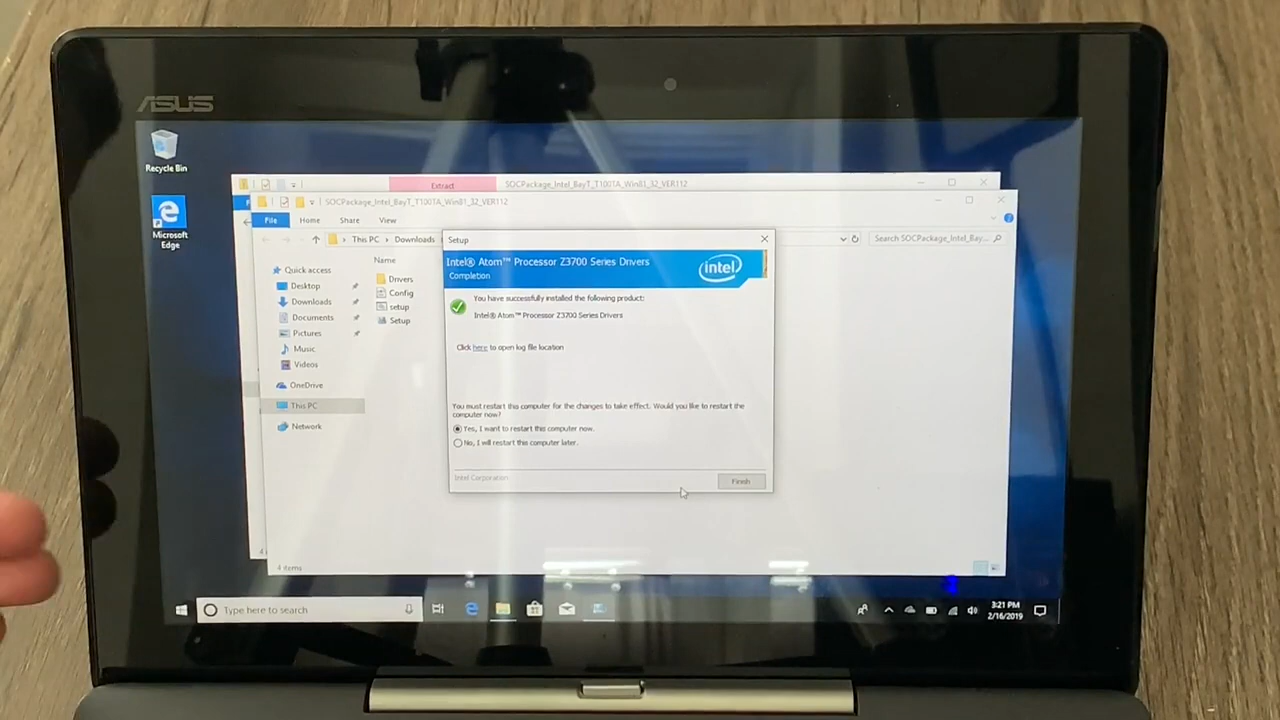 ASUS
Recycle Bin
Microsoft
Edge
Extract
SOCPackage_Intel_BayT_T100TA_Win81_32_VER112
SOCPackage_Intel_BayT_T100TA_Win81_32_VER112
File
Home
Share
View
This PC
Downloads
Search SOCPackage_Intel_Bay...
Quick access
Desktop
Downloads
Documents
Pictures
Music
Videos
OneDrive
This PC
Network
Name
Drivers
Config
setup
Setup
Setup
Intel® Atom™ Processor Z3700 Series Drivers
Completion
intel
You have successfully installed the following product:
Intel® Atom™ Processor Z3700 Series Drivers
Click here to open log file location
You must restart this computer for the changes to take effect. Would you like to restart the
computer now?
Yes, I want to restart this computer now.
No, I will restart this computer later.
Intel Corporation
Finish
4 items
Type here to search
3:21 PM
2/16/2019